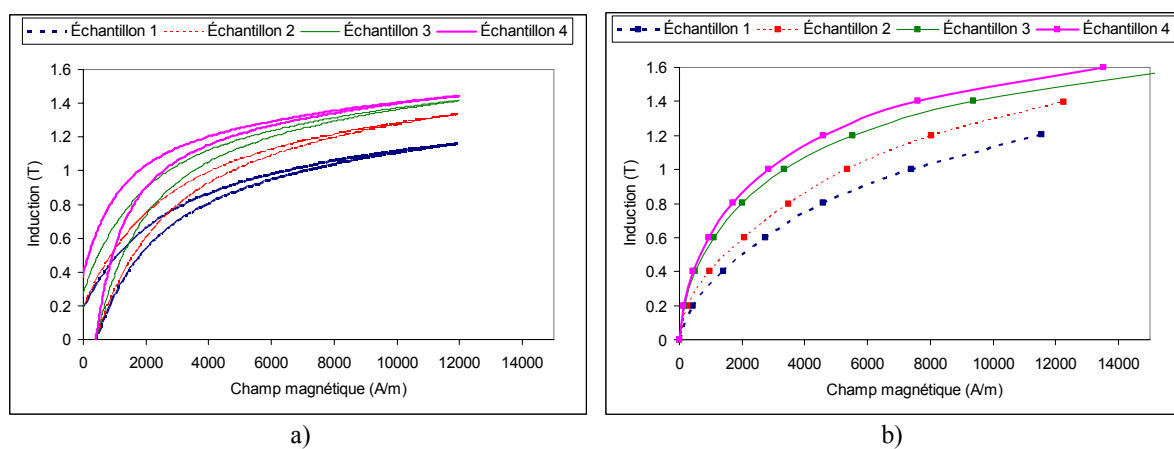 Échantillon 1 Échantillon 2 Échantillon 3 Échantillon 4
1.6
1.4
1.2
1
0.8
0.6
0.4
0.2
0
Induction (T)
0 2000 4000 6000 8000 10000 12000 14000
Champ magnétique (A/m)
a)
Échantillon 1 Échantillon 2 Échantillon 3 Échantillon 4
1.6
1.4
1.2
1
0.8
0.6
0.4
0.2
0
Induction (T)
0 2000 4000 6000 8000 10000 12000 14000
Champ magnétique (A/m)
b)